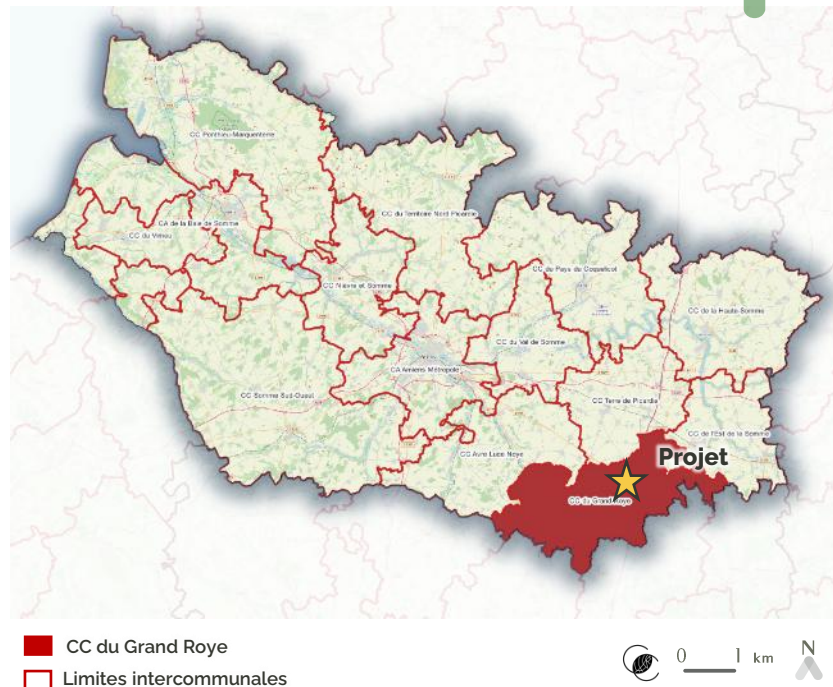 CC Ponthieu-Marquenterre
CC du Territoire Nord Picardie
CA de la Baie de Somme
CC du Vimeu
CC du Pays du Coquelicot
CC Nièvre et Somme
CC de la Haute Somme
CC du Val de Somme
CA Amiens Métropole
CC Somme Sud-Ouest
CC Terre de Picardie
CC de l'Est de la Somme
CC Avre Luce Noye
Projet
CC du Grand Roye
CC du Grand Roye
Limites intercommunales
0 1 km
N